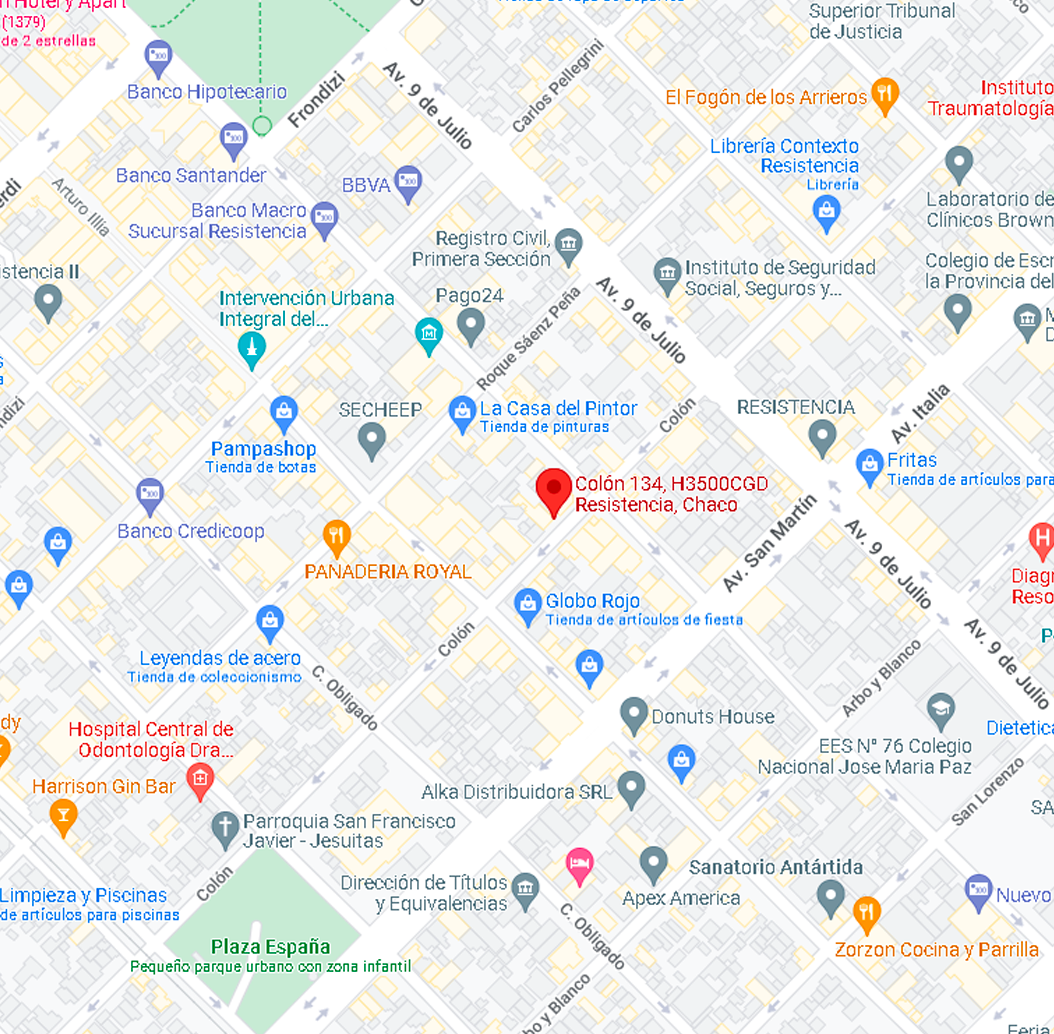 (1379)
de 2 estrellas
Banco Hipotecario
Frondizi
Av. 9 de Julio
Carlos Pellegrini
Superior Tribunal
de Justicia
El Fogón de los Arrieros
Instituto
Traumatología
Banco Santander
Arturo Illia
BBVA
Banco Macro
Sucursal Resistencia
Librería Contexto
Resistencia
Librería
Laboratorio de
Clínicos Brown
Registro Civil,
Primera Sección
Instituto de Seguridad
Social, Seguros y...
Colegio de Escr
la Provincia del
istencia II
Intervención Urbana
Integral del...
Pago24
Roque Sáenz Peña
Av. 9 de Julio
M
D
SECHEEP
La Casa del Pintor
Tienda de pinturas
Colón
RESISTENCIA
Av. Italia
Pampashop
Tienda de botas
Fritas
Tienda de artículos para
Colón 134, H3500CGD
Resistencia, Chaco
Banco Credicoop
PANADERIA ROYAL
Av. San Martín
Av. 9 de Julio
Diagn
Reso
Globo Rojo
Tienda de artículos de fiesta
Colón
Av. 9 de Julio
Leyendas de acero
Tienda de coleccionismo
C. Obligado
Arbo y Blanco
Hospital Central de
Odontología Dra...
Donuts House
Dietetica
EES N° 76 Colegio
Nacional Jose Maria Paz
dy
Harrison Gin Bar
Alka Distribuidora SRL
San Lorenzo
SA
Parroquia San Francisco
Javier - Jesuitas
Colón
Limpieza y Piscinas
de artículos para piscinas
Dirección de Títulos
y Equivalencias
Apex America
Sanatorio Antártida
Nuevo
C. Obligado
Zorzon Cocina y Parrilla
Plaza España
Pequeño parque urbano con zona infantil
bo y Blanco
Feria